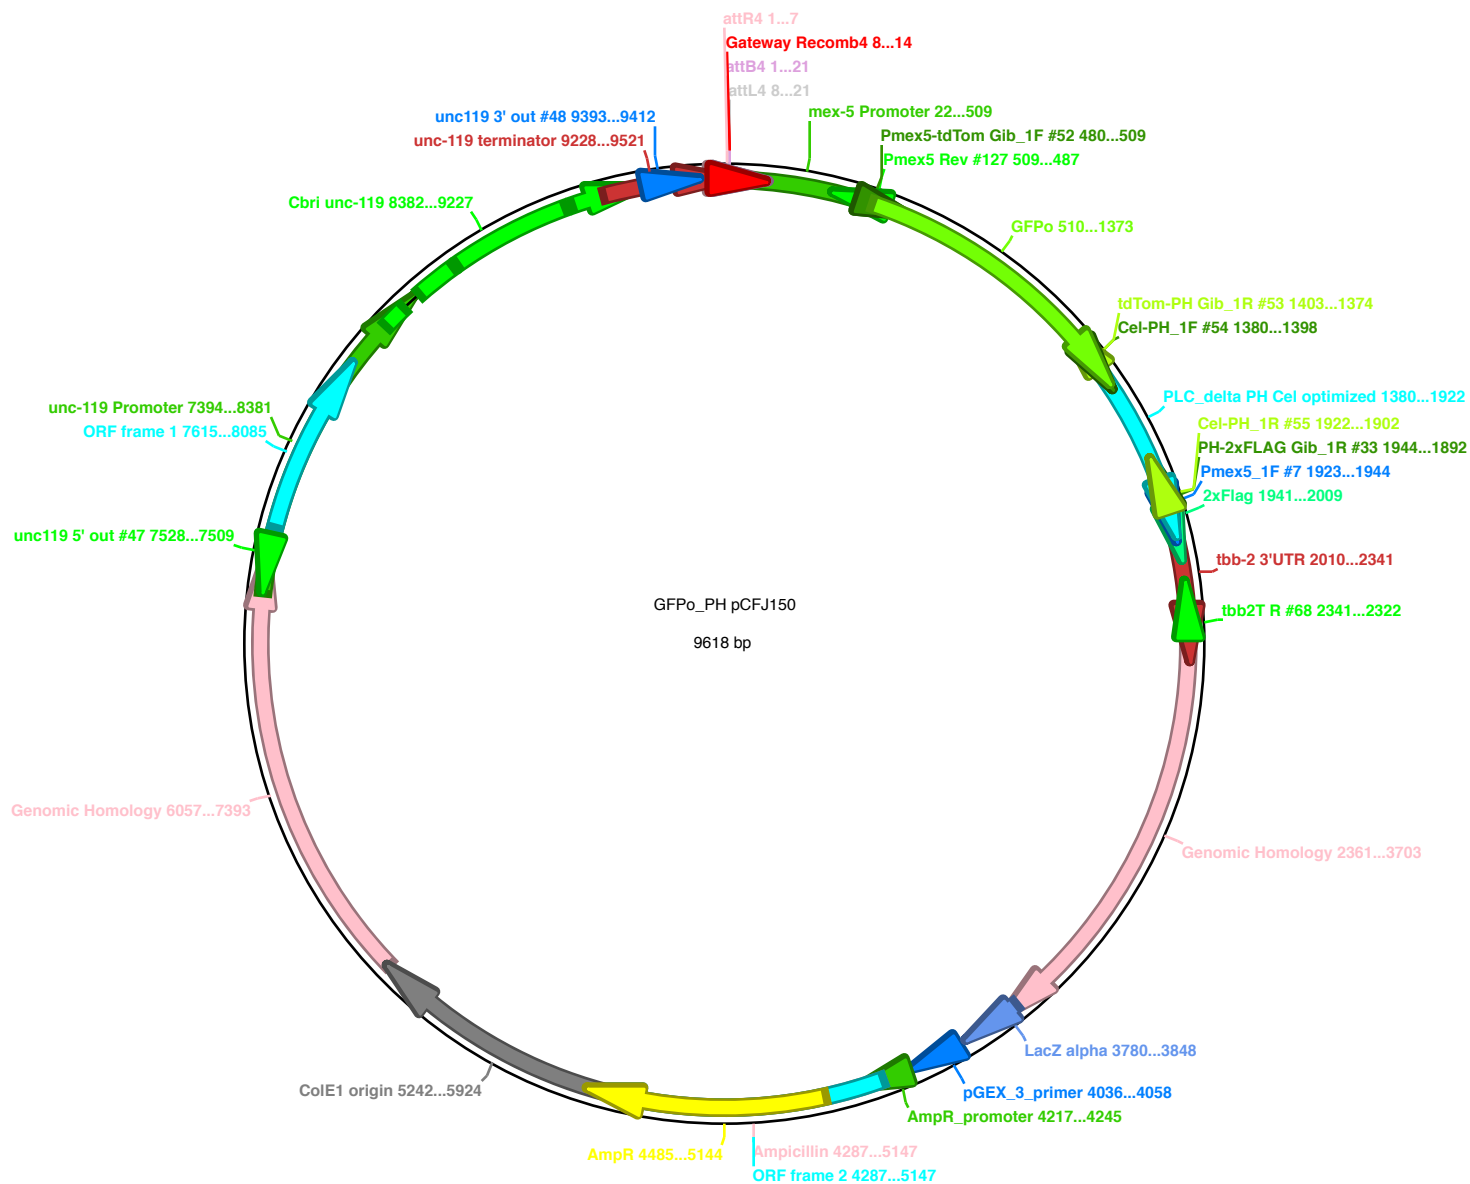 attR4 1...7
Gateway Recomb4 8...14
attB4 1...21
attL4 8...21
mex-5 Promoter 22...509
unc119 3' out #48 9393...9412
Pmex5-tdTom Gib_1F #52 480...509
unc-119 terminator 9228...9521
Pmex5 Rev #127 509...487
Cbri unc-119 8382...9227
GFPo 510...1373
tdTom-PH Gib_1R #53 1403...1374
Cel-PH_1F #54 1380...1398
PLC_delta PH Cel optimized 1380...1922
unc-119 Promoter 7394...8381
Cel-PH_1R #55 1922...1902
ORF frame 1 7615...8085
PH-2xFLAG Gib_1R #33 1944...1892
Pmex5_1F #7 1923...1944
2xFlag 1941...2009
unc119 5' out #47 7528...7509
tbb-2 3'UTR 2010...2341
GFPo_PH pCFJ150
tbb2T R #68 2341...2322
9618 bp
Genomic Homology 6057...7393
Genomic Homology 2361...3703
LacZ alpha 3780...3848
ColE1 origin 5242...5924
pGEX_3_primer 4036...4058
AmpR_promoter 4217...4245
AmpR 4485...5144
Ampicillin 4287...5147
ORF frame 2 4287...5147